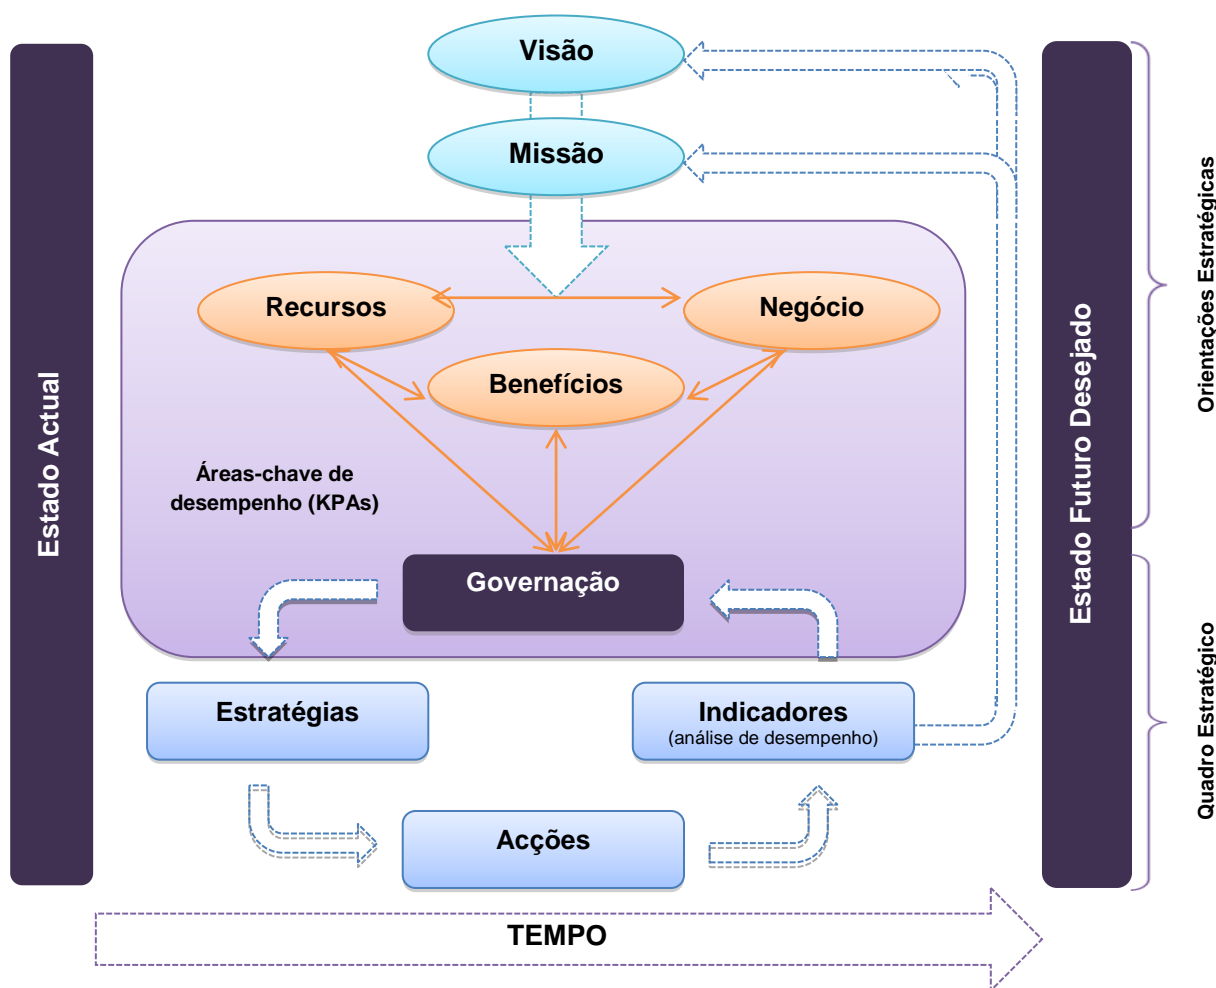 Visão
Missão
Recursos
Negócio
Benefícios
Áreas-chave de
desempenho (KPAs)
Governação
Estratégias
Indicadores
(análise de desempenho)
Acções
TEMPO
Estado Actual
Estado Futuro Desejado
Orientações Estratégicas
Quadro Estratégico